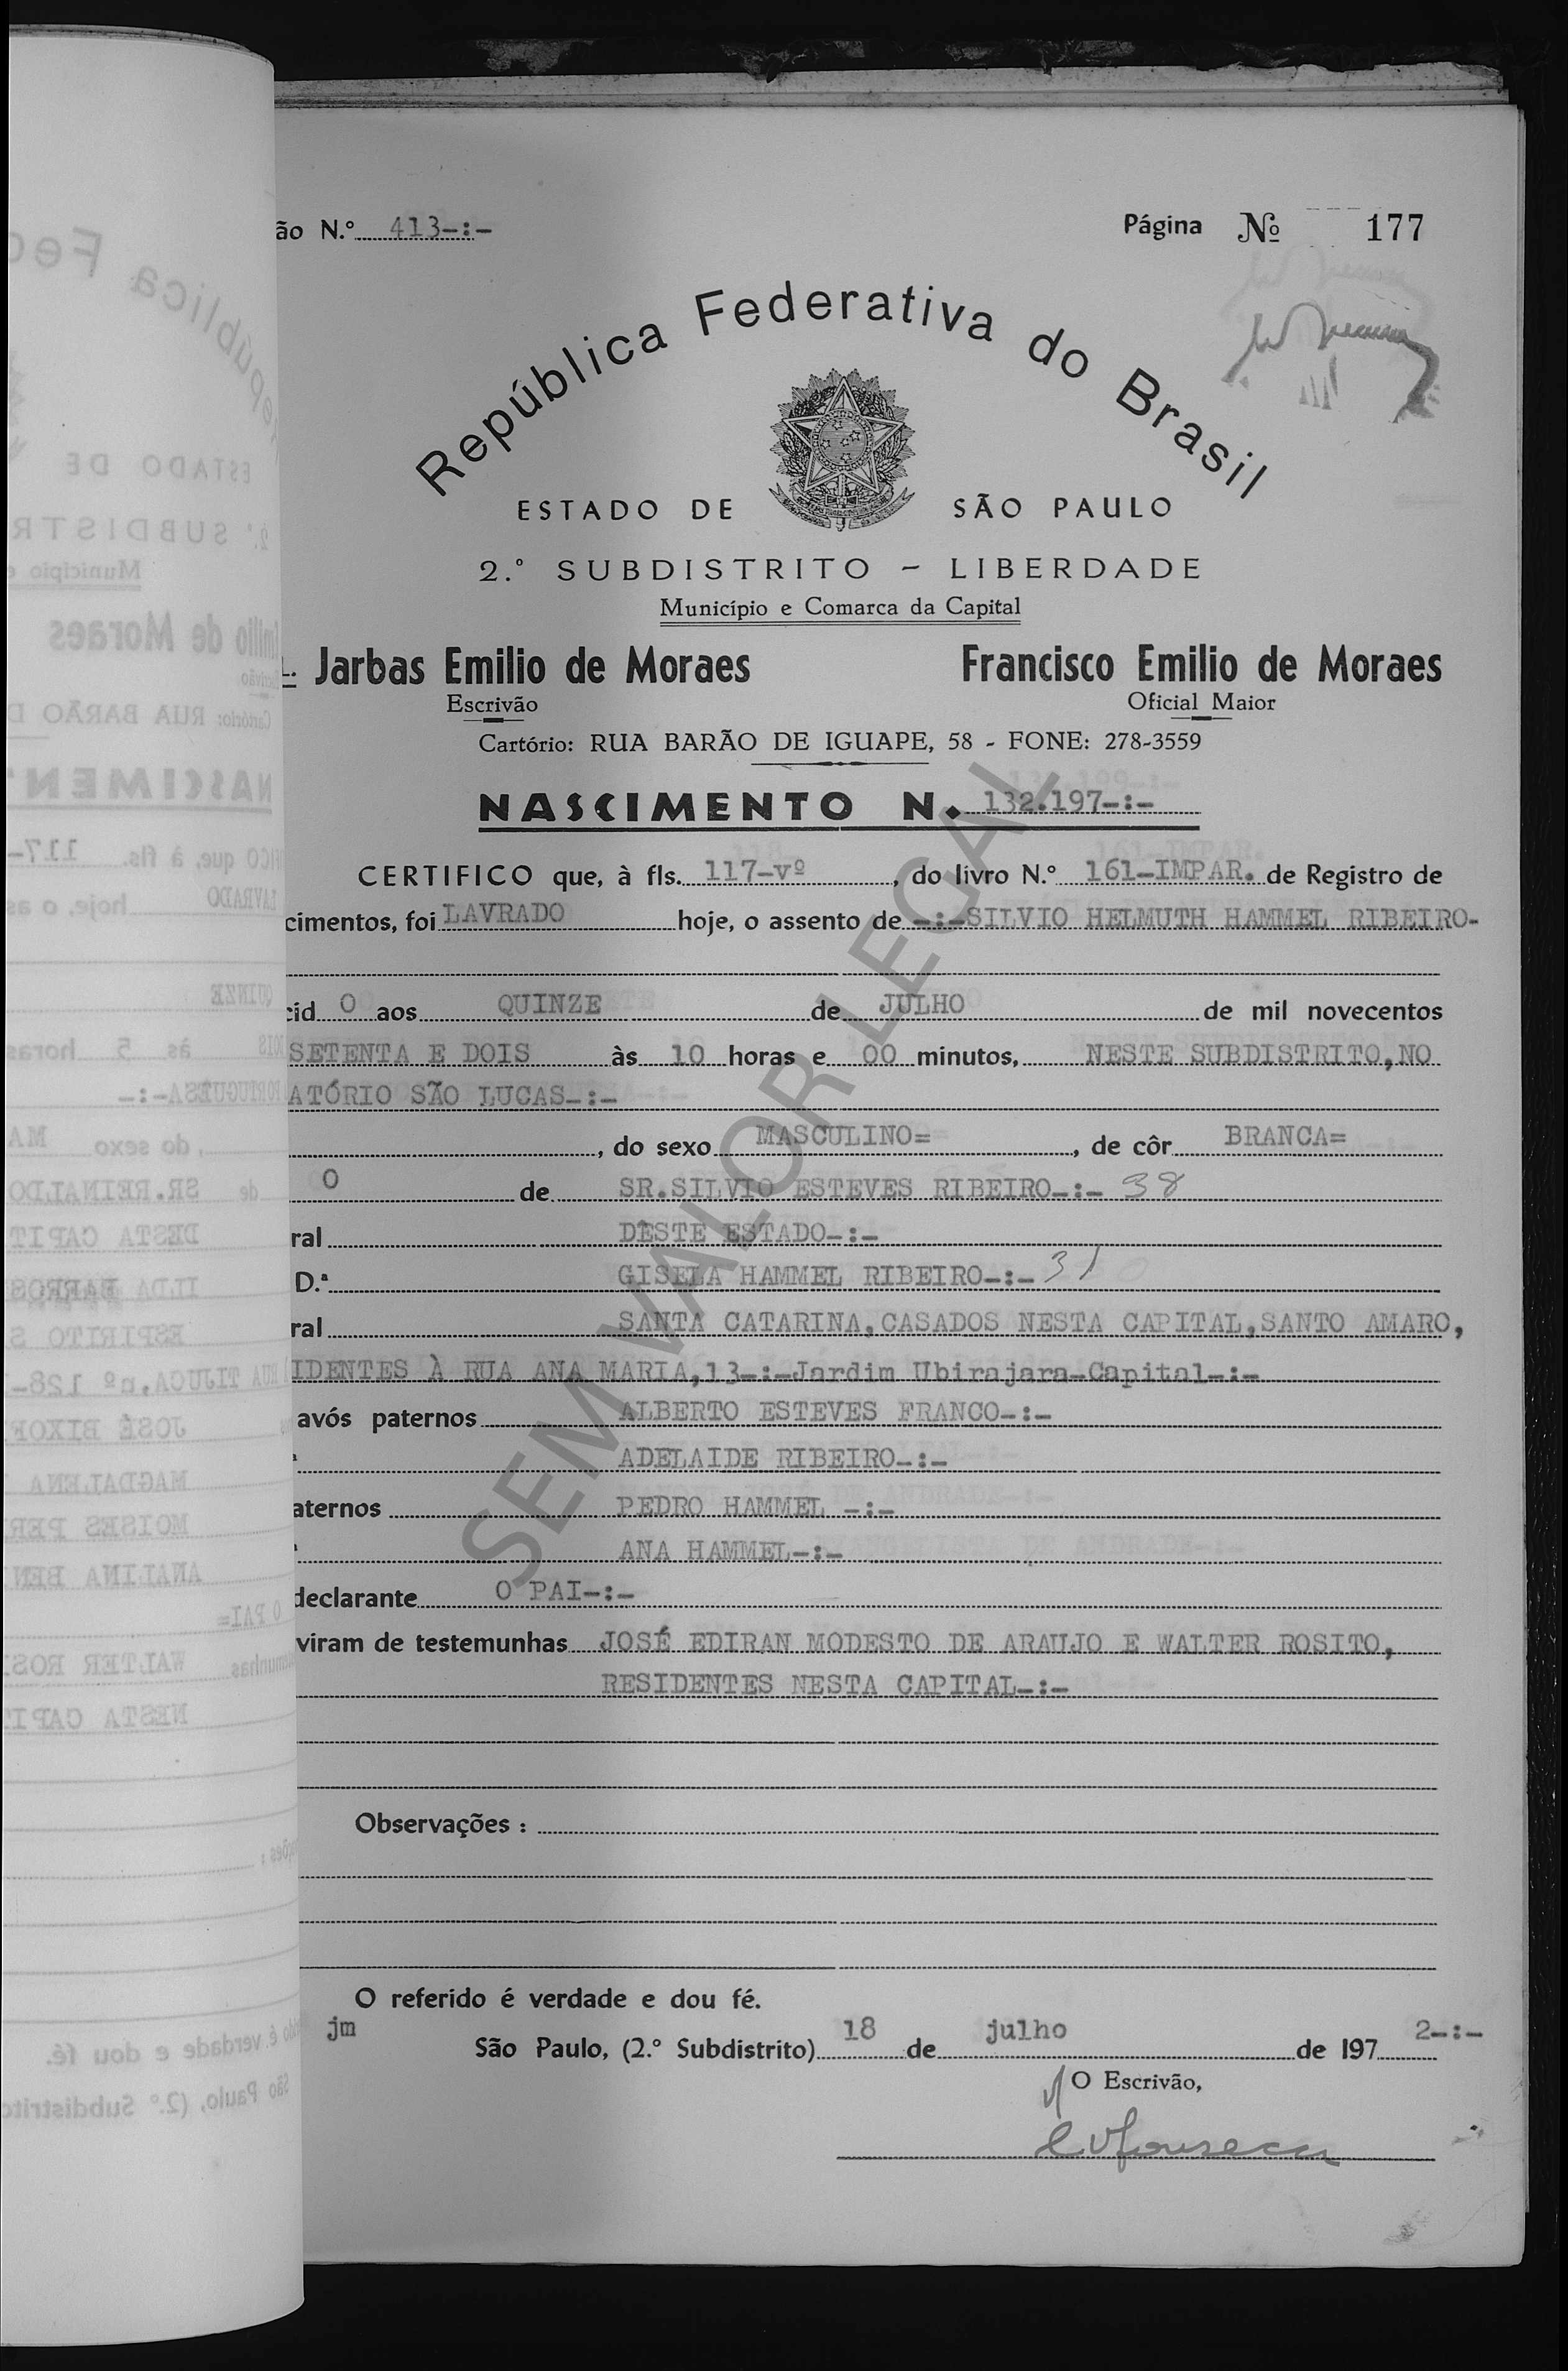 ão N.º 413-:-
Página Nº 177
República Federativa do Brasil
ESTADO DE SÃO PAULO
2.º SUBDISTRITO - LIBERDADE
Município e Comarca da Capital
Jarbas Emilio de Moraes Francisco Emilio de Moraes
Escrivão Oficial Maior
Cartório: RUA BARÃO DE IGUAPE, 58 - FONE: 278-3559
NASCIMENTO N. 132.197-:-
CERTIFICO que, à fls. 117-vº, do livro N.º 161-IMPAR. de Registro de
cimentos, foi LAVRADO hoje, o assento de -:-SILVIO HELMUTH HAMMEL RIBEIRO-
cid O aos QUINZE de JULHO de mil novecentos
SETENTA E DOIS às 10 horas e 00 minutos, NESTE SUBDISTRITO,NO
ATÓRIO SÃO LUCAS-:-
, do sexo MASCULINO=, de côr BRANCA=
O de SR.SILVIO ESTEVES RIBEIRO-:- 38
ral DÊSTE ESTADO-:-
D.ª GISELA HAMMEL RIBEIRO-:- 31
ral SANTA CATARINA,CASADOS NESTA CAPITAL,SANTO AMARO,
IDENTES À RUA ANA MARIA,13-:-Jardim Ubirajara-Capital-:-
avós paternos ALBERTO ESTEVES FRANCO-:-
ADELAIDE RIBEIRO-:-
aternos PEDRO HAMMEL -:-
ANA HAMMEL-:-
declarante O PAI-:-
viram de testemunhas JOSÉ EDIRAN MODESTO DE ARAUJO E WALTER ROSITO,
RESIDENTES NESTA CAPITAL-:-
Observações :
O referido é verdade e dou fé.
jm
São Paulo, (2.º Subdistrito) 18 de julho de 1972-:-
O Escrivão,
SEM VALOR LEGAL